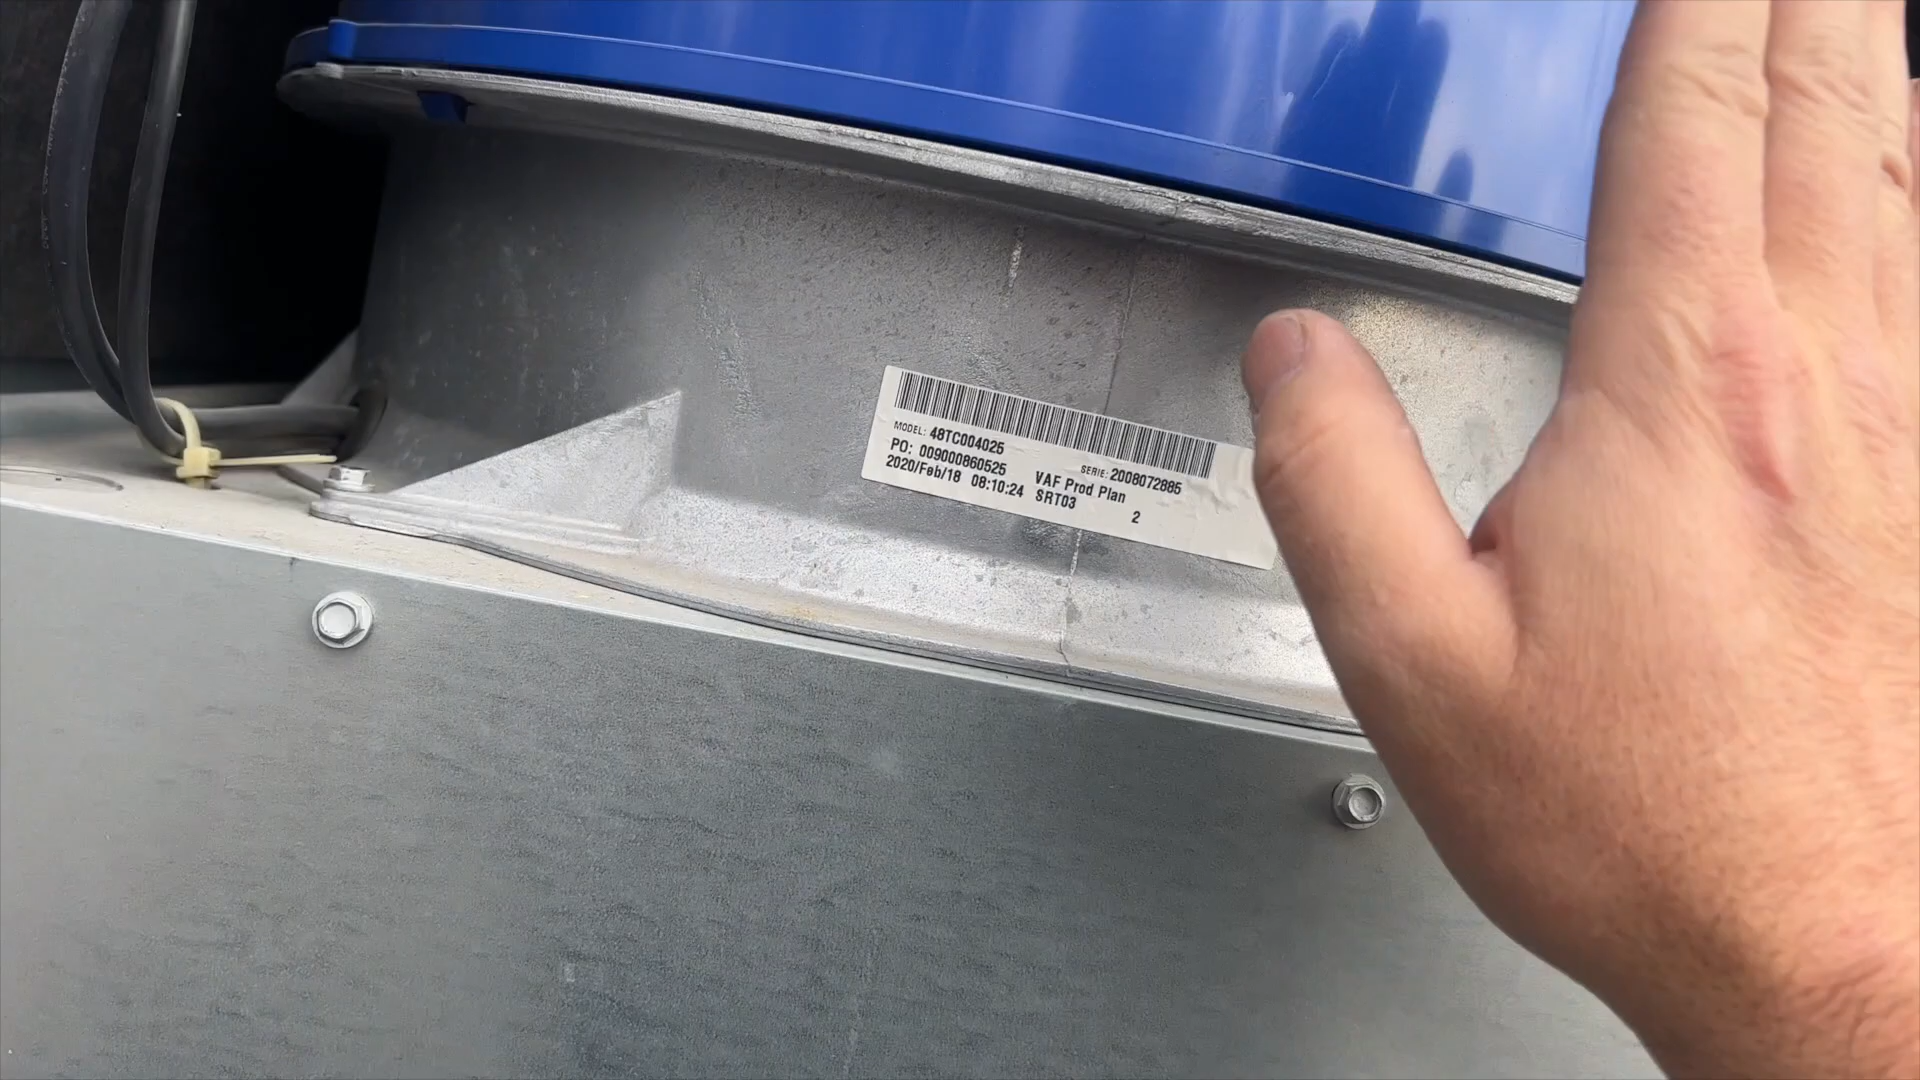 MODEL: 48TC004025
SERIE: 2008072885
PO: 009000860525
VAF Prod Plan
2020/Feb/18 08:10:24 SRT03
2